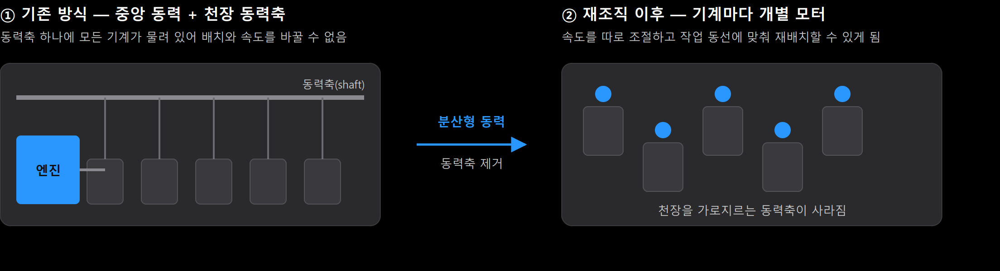 ① 기존 방식 — 중앙 동력 + 천장 동력축
동력축 하나에 모든 기계가 물려 있어 배치와 속도를 바꿀 수 없음
동력축(shaft)
엔진
분산형 동력
동력축 제거
② 재조직 이후 — 기계마다 개별 모터
속도를 따로 조절하고 작업 동선에 맞춰 재배치할 수 있게 됨
천장을 가로지르는 동력축이 사라짐